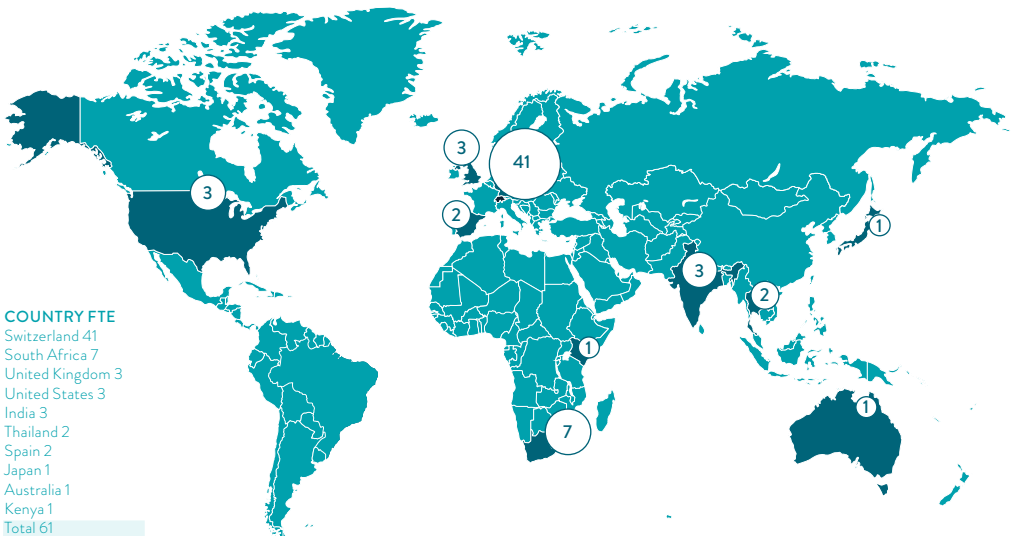 3
41
3
2
1
3
2
1
1
7
COUNTRY FTE
Switzerland 41
South Africa 7
United Kingdom 3
United States 3
India 3
Thailand 2
Spain 2
Japan 1
Australia 1
Kenya 1
Total 61